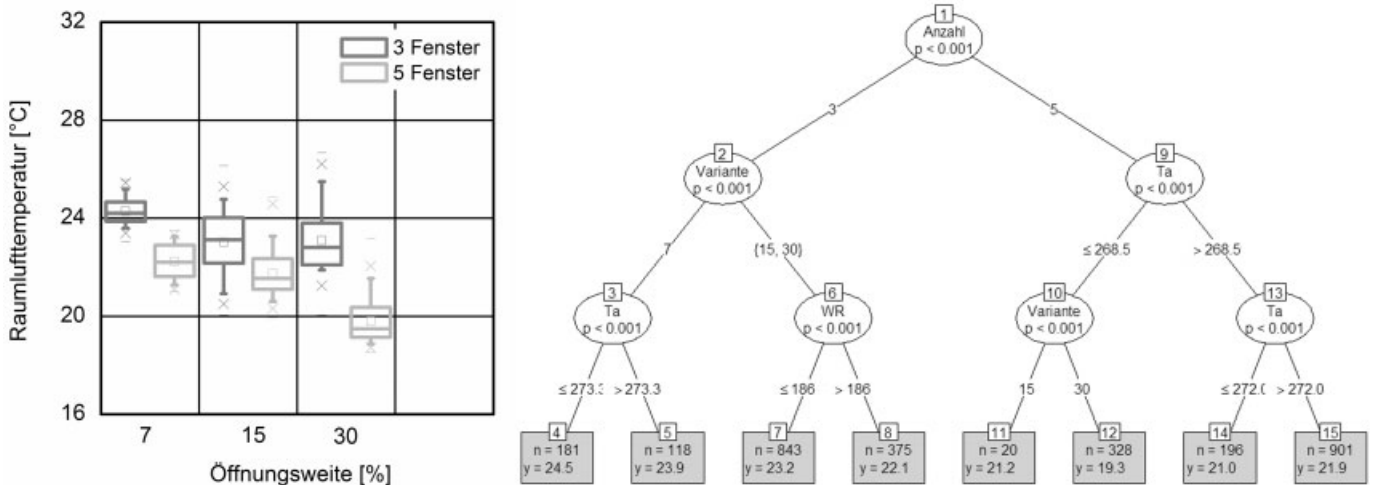 32
28
24
20
16
Raumlufttemperatur [°C]
3 Fenster
5 Fenster
7 15 30
Öffnungsweite [%]
1
Anzahl
p < 0.001
3 5
2
Variante
p < 0.001
9
Ta
p < 0.001
7 {15, 30}
≤ 268.5 > 268.5
3
Ta
p < 0.001
6
WR
p < 0.001
10
Variante
p < 0.001
13
Ta
p < 0.001
≤ 273.3 > 273.3
≤ 186 > 186
15 30
≤ 272.0 > 272.0
4
n = 181
y = 24.5
5
n = 118
y = 23.9
7
n = 843
y = 23.2
8
n = 375
y = 22.1
11
n = 20
y = 21.2
12
n = 328
y = 19.3
14
n = 196
y = 21.0
15
n = 901
y = 21.9